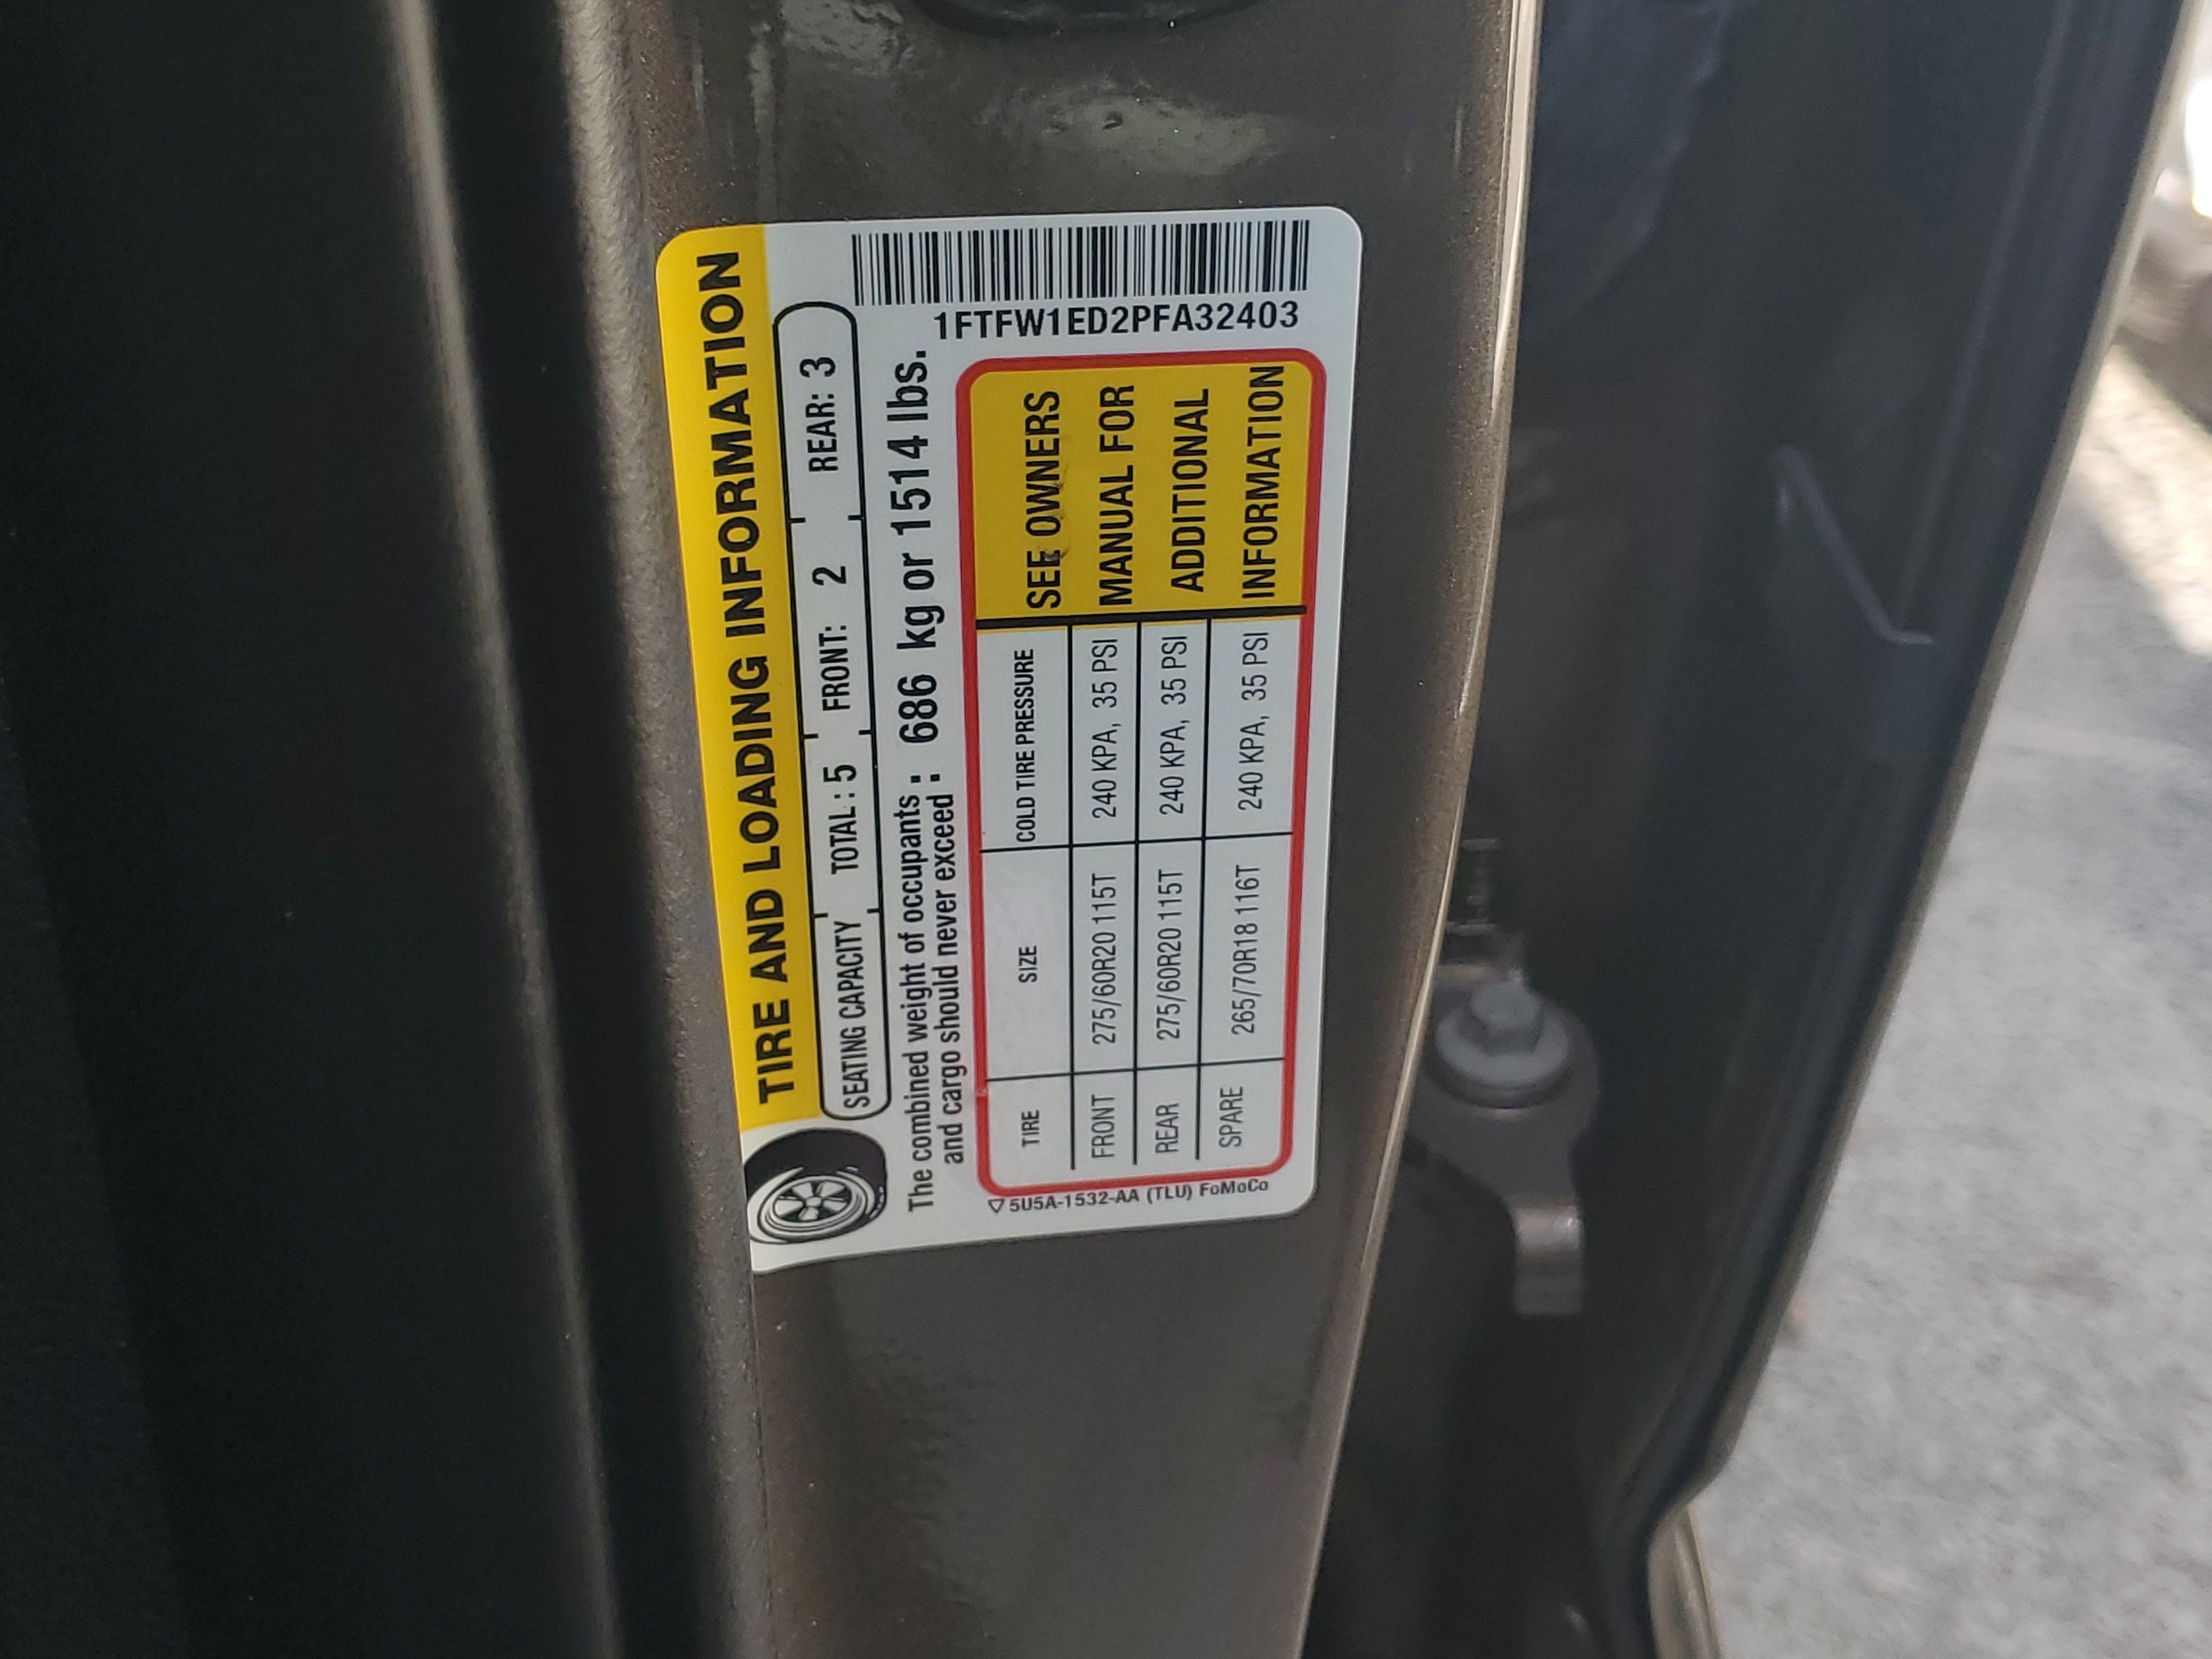 TIRE AND LOADING INFORMATION
SEATING CAPACITY TOTAL: 5 FRONT: 2 REAR: 3
The combined weight of occupants : 686 kg or 1514 lbs.
and cargo should never exceed :
1FTFW1ED2PFA32403
TIRE SIZE COLD TIRE PRESSURE
FRONT 275/60R20 115T 240 KPA, 35 PSI
REAR 275/60R20 115T 240 KPA, 35 PSI
SPARE 265/70R18 116T 240 KPA, 35 PSI
SEE OWNERS
MANUAL FOR
ADDITIONAL
INFORMATION
5U5A-1532-AA (TLU) FoMoCo